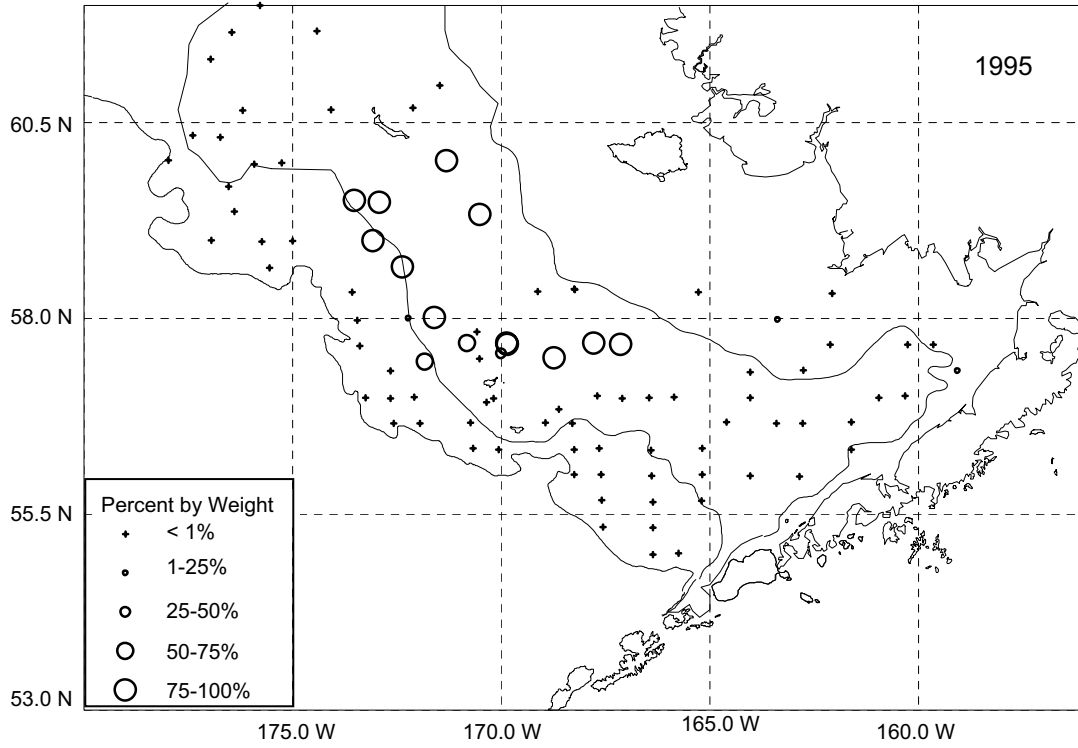 1995
60.5 N
58.0 N
55.5 N
53.0 N
Percent by Weight
< 1%
1-25%
25-50%
50-75%
75-100%
175.0 W
170.0 W
165.0 W
160.0 W